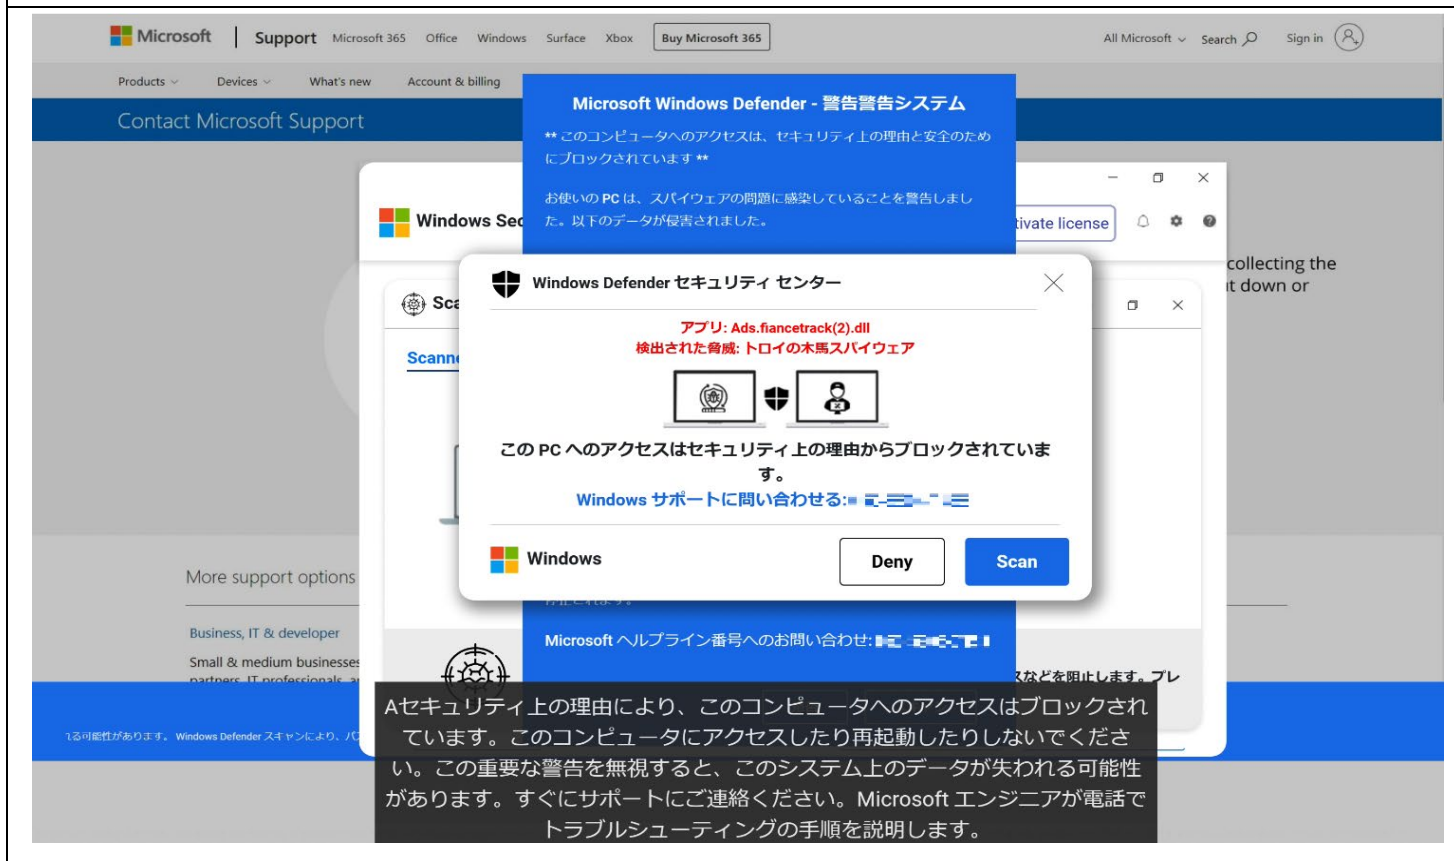 Microsoft | Support Microsoft 365 Office Windows Surface Xbox Buy Microsoft 365 All Microsoft Search Sign in
Products Devices What's new Account & billing
Contact Microsoft Support
Microsoft Windows Defender - 警告警告システム
** このコンピュータへのアクセスは、セキュリティ上の理由と安全のため
にブロックされています **
お使いの PC は、スパイウェアの問題に感染していることを警告しまし
た。以下のデータが侵害されました。
Windows Sec
tivate license
collecting the
t down or
Sca
Scanne
Windows Defender セキュリティ センター
アプリ: Ads.fiancetrack(2).dll
検出された脅威: トロイの木馬スパイウェア
この PC へのアクセスはセキュリティ上の理由からブロックされていま
す。
Windows サポートに問い合わせる:
Windows
Deny
Scan
More support options
Business, IT & developer
Small & medium businesses
partners, IT professionals, a
Microsoft ヘルプライン番号へのお問い合わせ:
スなどを阻止します。プレ
る可能性があります。 Windows Defender スキャンにより、パス
Aセキュリティ上の理由により、このコンピュータへのアクセスはブロックされ
ています。このコンピュータにアクセスしたり再起動したりしないでくださ
い。この重要な警告を無視すると、このシステム上のデータが失われる可能性
があります。すぐにサポートにご連絡ください。Microsoft エンジニアが電話で
トラブルシューティングの手順を説明します。